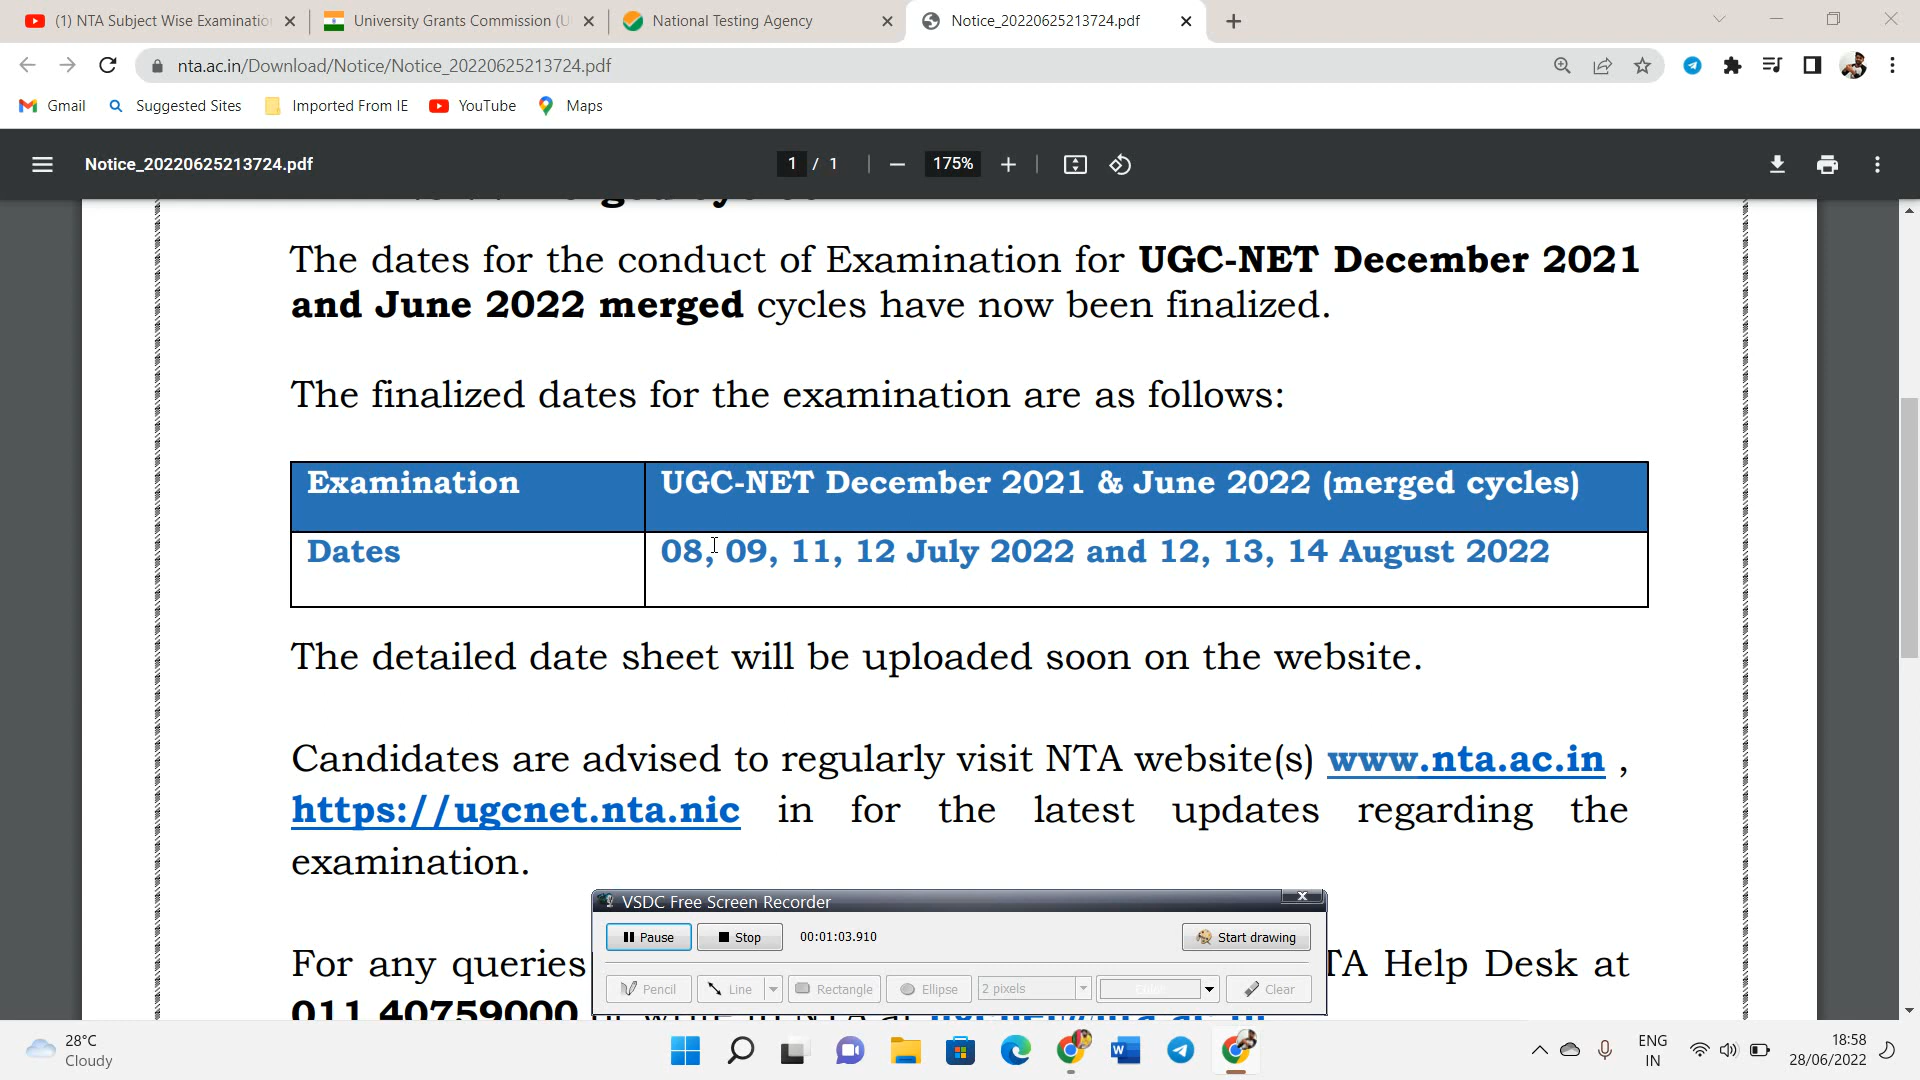 (1) NTA Subject Wise Examinatio
University Grants Commission (U
National Testing Agency
Notice_20220625213724.pdf
nta.ac.in/Download/Notice/Notice_20220625213724.pdf
Gmail
Suggested Sites
Imported From IE
YouTube
Maps
Notice_20220625213724.pdf
1 / 1
175%
The dates for the conduct of Examination for UGC-NET December 2021
and June 2022 merged cycles have now been finalized.
The finalized dates for the examination are as follows:
Examination
UGC-NET December 2021 & June 2022 (merged cycles)
Dates
08, 09, 11, 12 July 2022 and 12, 13, 14 August 2022
The detailed date sheet will be uploaded soon on the website.
Candidates are advised to regularly visit NTA website(s) www.nta.ac.in ,
https://ugcnet.nta.nic in for the latest updates regarding the
examination.
For any queries
TA Help Desk at
011 40759000
VSDC Free Screen Recorder
Pause
Stop
00:01:03.910
Start drawing
Pencil
Line
Rectangle
Ellipse
2 pixels
Color
Clear
28°C
Cloudy
ENG
IN
18:58
28/06/2022